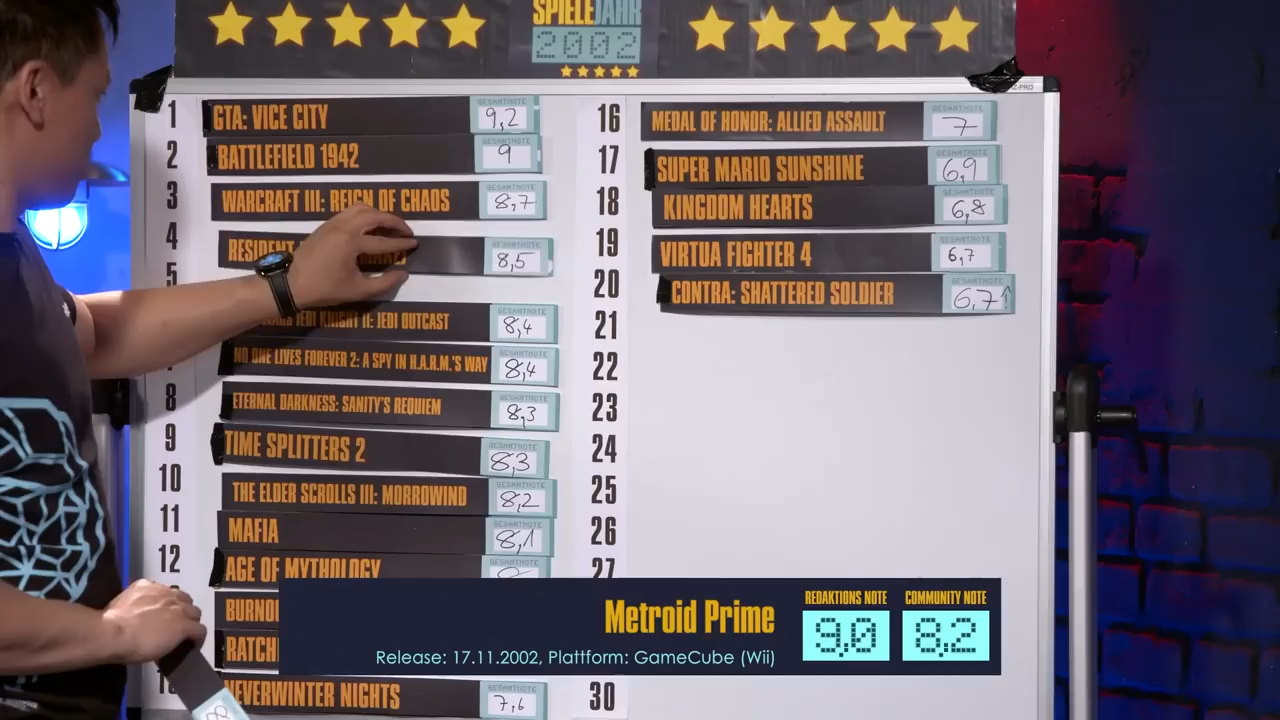 SPIELEJAHR
2002
1 GTA: VICE CITY GESAMTNOTE 9,2
2 BATTLEFIELD 1942 GESAMTNOTE 9
3 WARCRAFT III: REIGN OF CHAOS GESAMTNOTE 8,7
4 RESIDENT GESAMTNOTE 8,5
5
JEDI KNIGHT II: JEDI OUTCAST GESAMTNOTE 8,4
NO ONE LIVES FOREVER 2: A SPY IN H.A.R.M.'S WAY GESAMTNOTE 8,4
8 ETERNAL DARKNESS: SANITY'S REQUIEM GESAMTNOTE 8,3
9 TIME SPLITTERS 2 GESAMTNOTE 8,3
10 THE ELDER SCROLLS III: MORROWIND GESAMTNOTE 8,2
11 MAFIA GESAMTNOTE 8,1
12 AGE OF MYTHOLOGY GESAMTNOTE
BURNOU
RATCH
NEVERWINTER NIGHTS GESAMTNOTE 7,6
16 MEDAL OF HONOR: ALLIED ASSAULT GESAMTNOTE 7
17 SUPER MARIO SUNSHINE GESAMTNOTE 6,9
18 KINGDOM HEARTS GESAMTNOTE 6,8
19 VIRTUA FIGHTER 4 GESAMTNOTE 6,7
20 CONTRA: SHATTERED SOLDIER GESAMTNOTE 6,7↑
21
22
23
24
25
26
27
30
Metroid Prime
Release: 17.11.2002, Plattform: GameCube (Wii)
REDAKTIONS NOTE 9,0
COMMUNITY NOTE 8,2